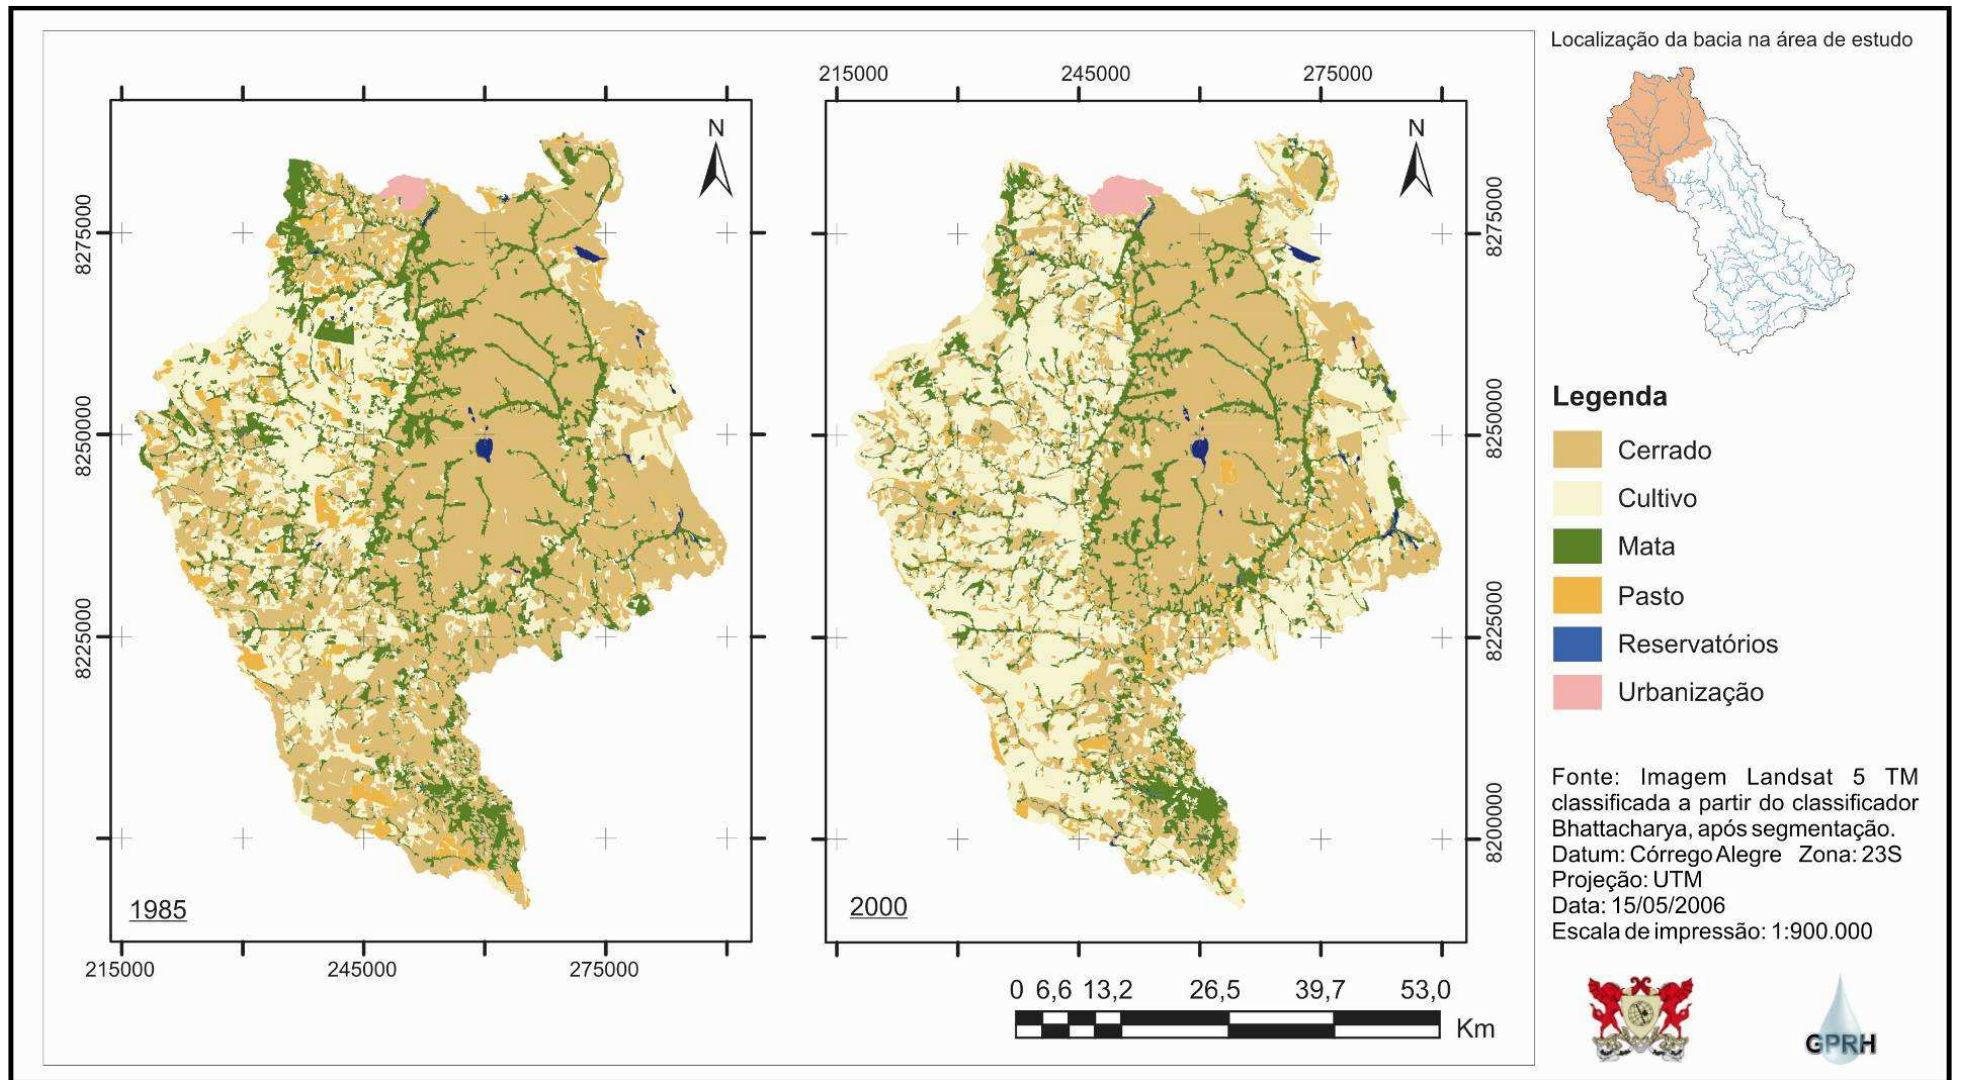 Localização da bacia na área de estudo
215000 245000 275000
N
N
8275000
8275000
8250000
8250000
8225000
8225000
8200000
1985
2000
215000 245000 275000
0 6,6 13,2 26,5 39,7 53,0
Km
Legenda
Cerrado
Cultivo
Mata
Pasto
Reservatórios
Urbanização
Fonte: Imagem Landsat 5 TM
classificada a partir do classificador
Bhattacharya, após segmentação.
Datum: Córrego Alegre Zona: 23S
Projeção: UTM
Data: 15/05/2006
Escala de impressão: 1:900.000
GPRH